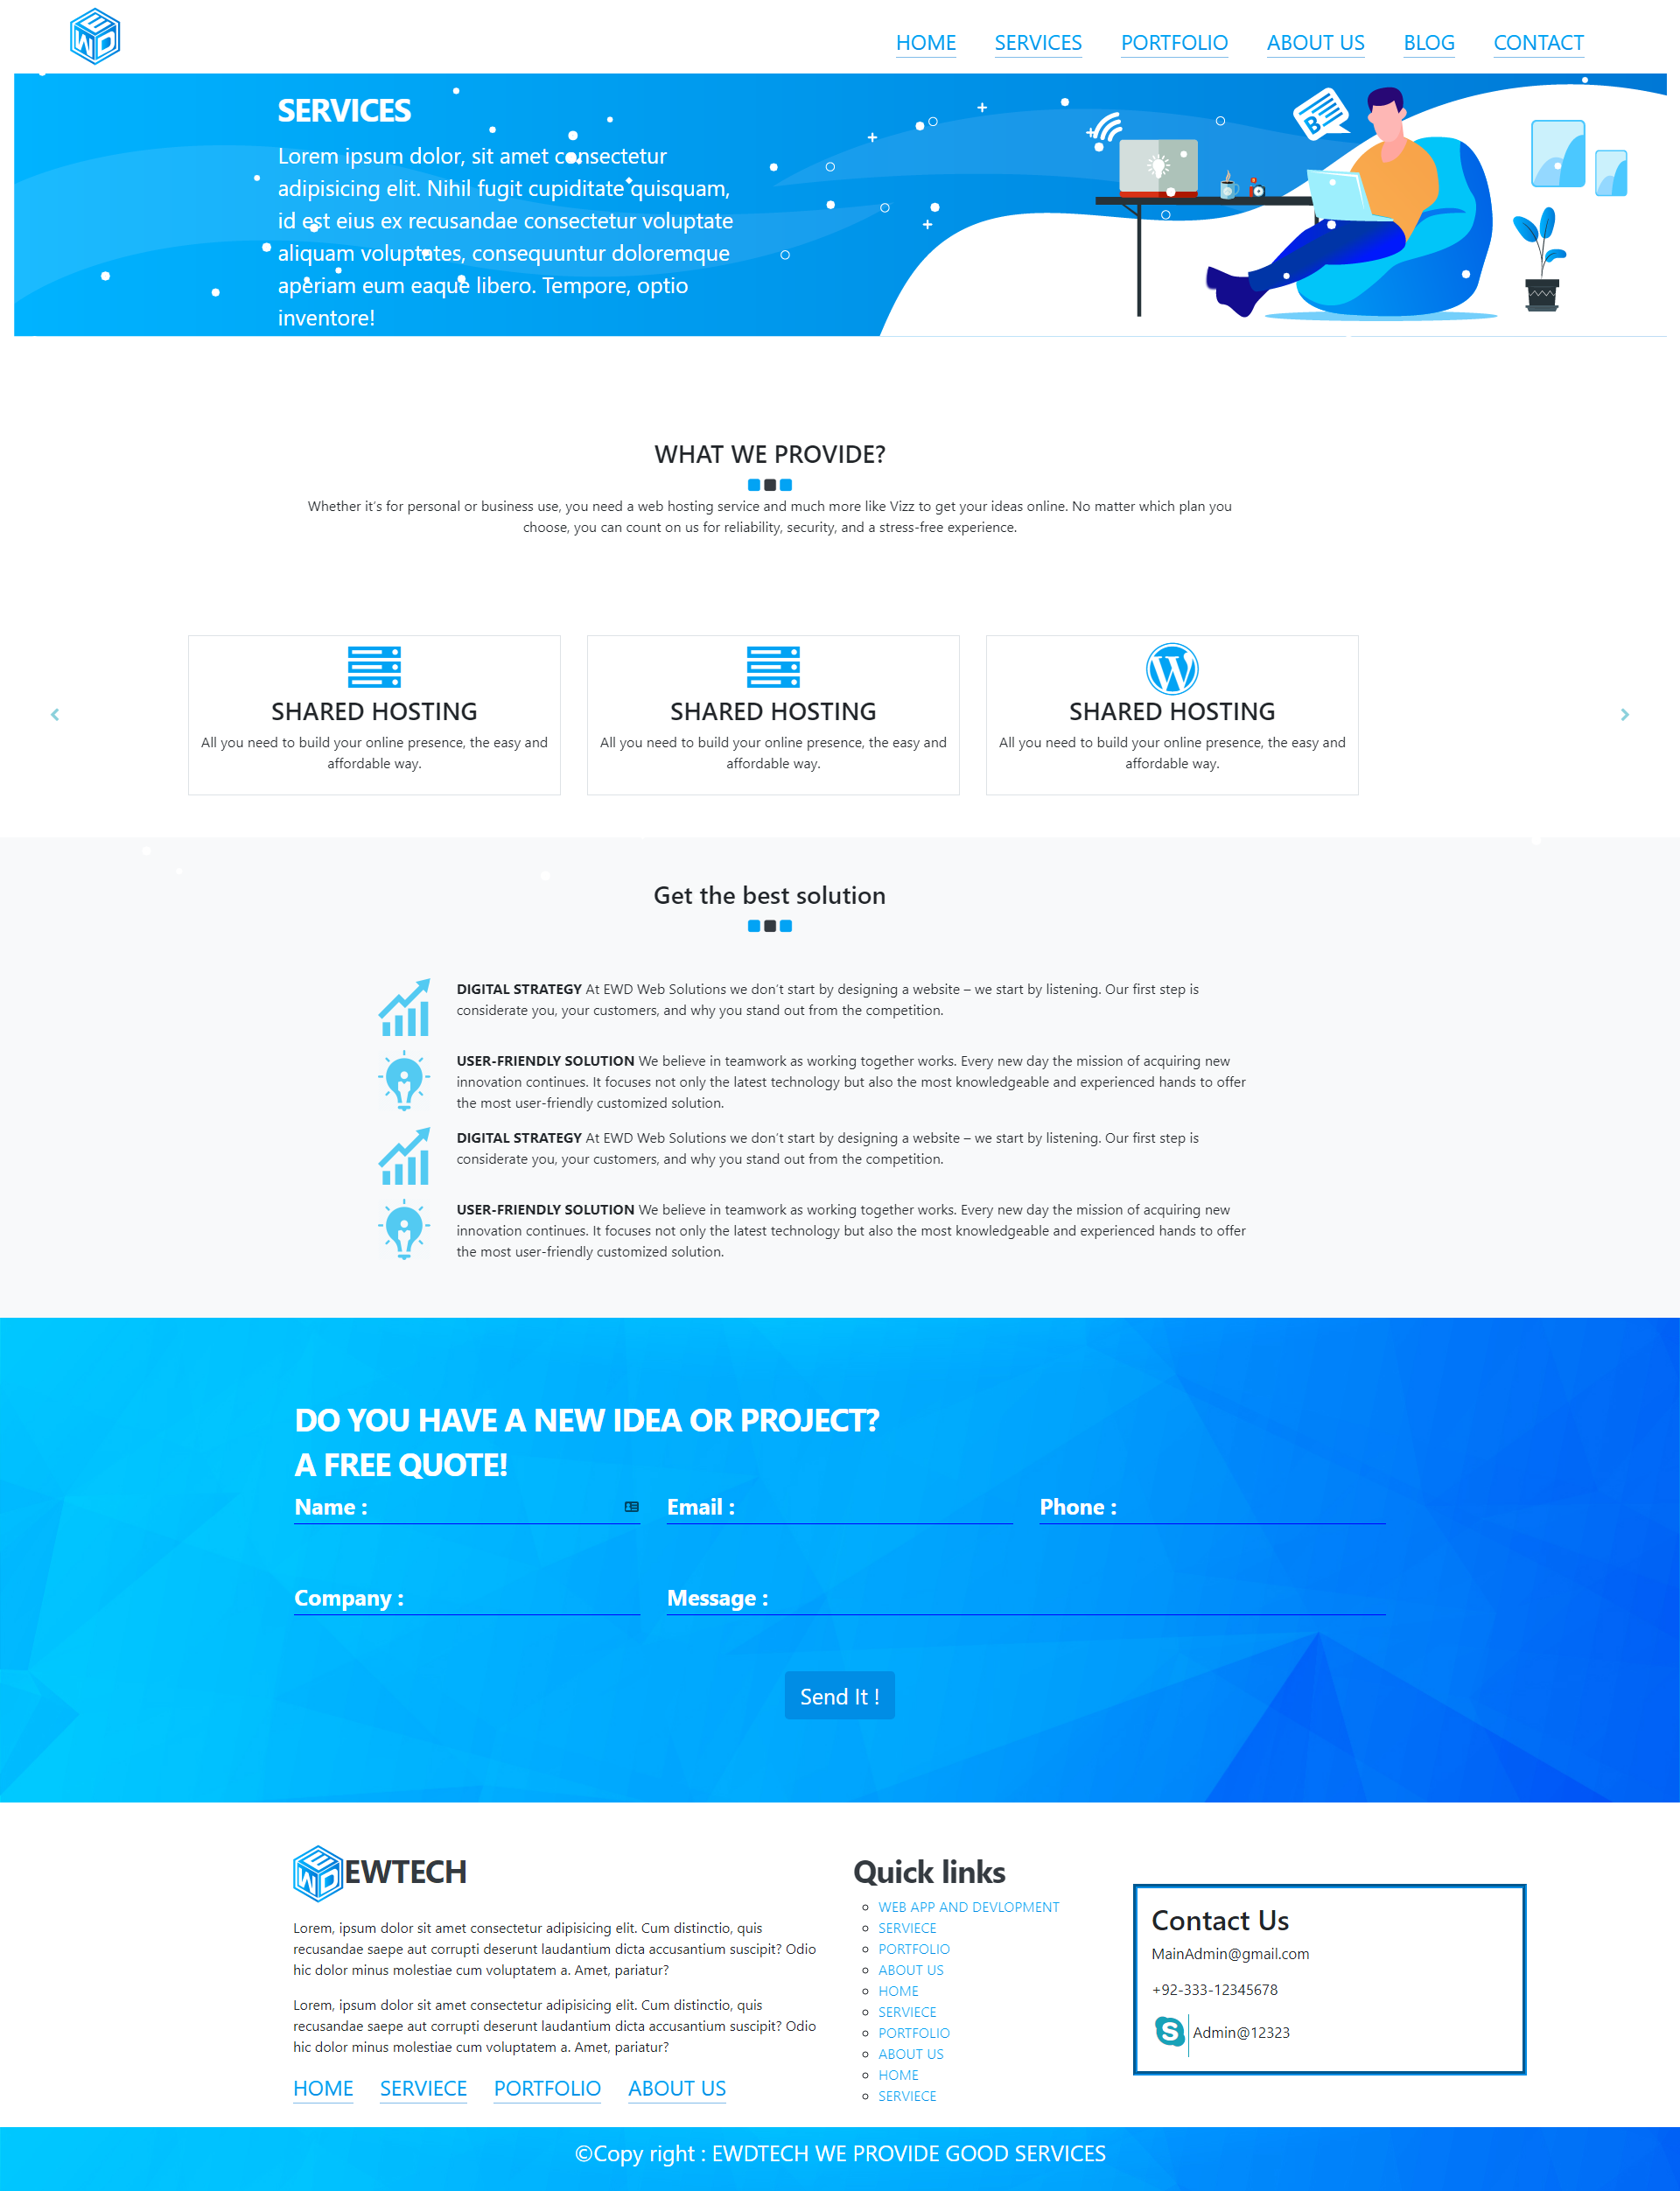 EWD
HOME SERVICES PORTFOLIO ABOUT US BLOG CONTACT
SERVICES
Lorem ipsum dolor, sit amet consectetur
adipisicing elit. Nihil fugit cupiditate quisquam,
id est eius ex recusandae consectetur voluptate
aliquam voluptates, consequuntur doloremque
aperiam eum eaque libero. Tempore, optio
inventore!
B
WHAT WE PROVIDE?
Whether it's for personal or business use, you need a web hosting service and much more like Vizz to get your ideas online. No matter which plan you
choose, you can count on us for reliability, security, and a stress-free experience.
SHARED HOSTING
All you need to build your online presence, the easy and
affordable way.
SHARED HOSTING
All you need to build your online presence, the easy and
affordable way.
SHARED HOSTING
All you need to build your online presence, the easy and
affordable way.
Get the best solution
DIGITAL STRATEGY At EWD Web Solutions we don't start by designing a website – we start by listening. Our first step is
considerate you, your customers, and why you stand out from the competition.
USER-FRIENDLY SOLUTION We believe in teamwork as working together works. Every new day the mission of acquiring new
innovation continues. It focuses not only the latest technology but also the most knowledgeable and experienced hands to offer
the most user-friendly customized solution.
DIGITAL STRATEGY At EWD Web Solutions we don't start by designing a website – we start by listening. Our first step is
considerate you, your customers, and why you stand out from the competition.
USER-FRIENDLY SOLUTION We believe in teamwork as working together works. Every new day the mission of acquiring new
innovation continues. It focuses not only the latest technology but also the most knowledgeable and experienced hands to offer
the most user-friendly customized solution.
DO YOU HAVE A NEW IDEA OR PROJECT?
A FREE QUOTE!
Name : Email : Phone :
Company : Message :
Send It !
EWD EWTECH
Lorem, ipsum dolor sit amet consectetur adipisicing elit. Cum distinctio, quis
recusandae saepe aut corrupti deserunt laudantium dicta accusantium suscipit? Odio
hic dolor minus molestiae cum voluptatem a. Amet, pariatur?
Lorem, ipsum dolor sit amet consectetur adipisicing elit. Cum distinctio, quis
recusandae saepe aut corrupti deserunt laudantium dicta accusantium suscipit? Odio
hic dolor minus molestiae cum voluptatem a. Amet, pariatur?
HOME SERVIECE PORTFOLIO ABOUT US
Quick links
WEB APP AND DEVLOPMENT
SERVIECE
PORTFOLIO
ABOUT US
HOME
SERVIECE
PORTFOLIO
ABOUT US
HOME
SERVIECE
Contact Us
MainAdmin@gmail.com
+92-333-12345678
Admin@12323
©Copy right : EWDTECH WE PROVIDE GOOD SERVICES